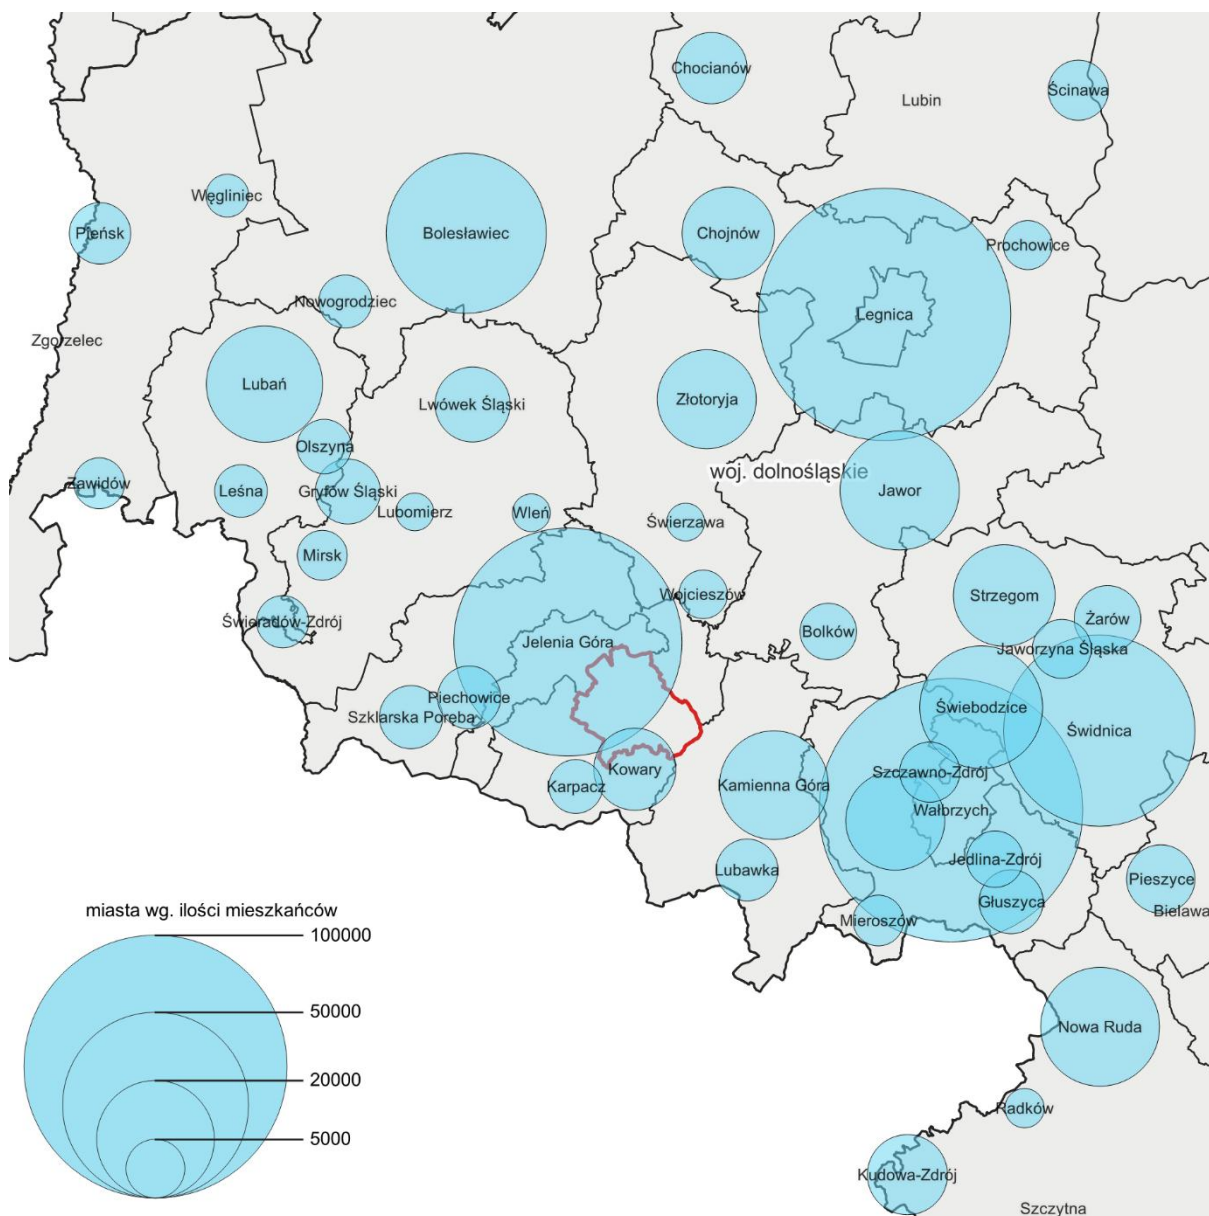 Chocianów
Ścinawa
Lubin
Węgliniec
Pieńsk
Bolesławiec
Chojnów
Prochowice
Nowogrodziec
Legnica
Zgorzelec
Lubań
Złotoryja
Lwówek Śląski
Olszyna
woj. dolnośląskie
Zawidów
Leśna
Gryfów Śląski
Jawor
Lubomierz
Wleń
Świerzawa
Mirsk
Wojcieszów
Strzegom
Żarów
Świeradów-Zdrój
Bolków
Jelenia Góra
Jaworzyna Śląska
Piechowice
Świebodzice
Szklarska Poręba
Świdnica
Kowary
Szczawno-Zdrój
Karpacz
Kamienna Góra
Wałbrzych
Jedlina-Zdrój
Lubawka
Pieszyce
Głuszyca
Bielawa
miasta wg. ilości mieszkańców
Mieroszów
100000
50000
Nowa Ruda
20000
Radków
5000
Kudowa-Zdrój
Szczytna